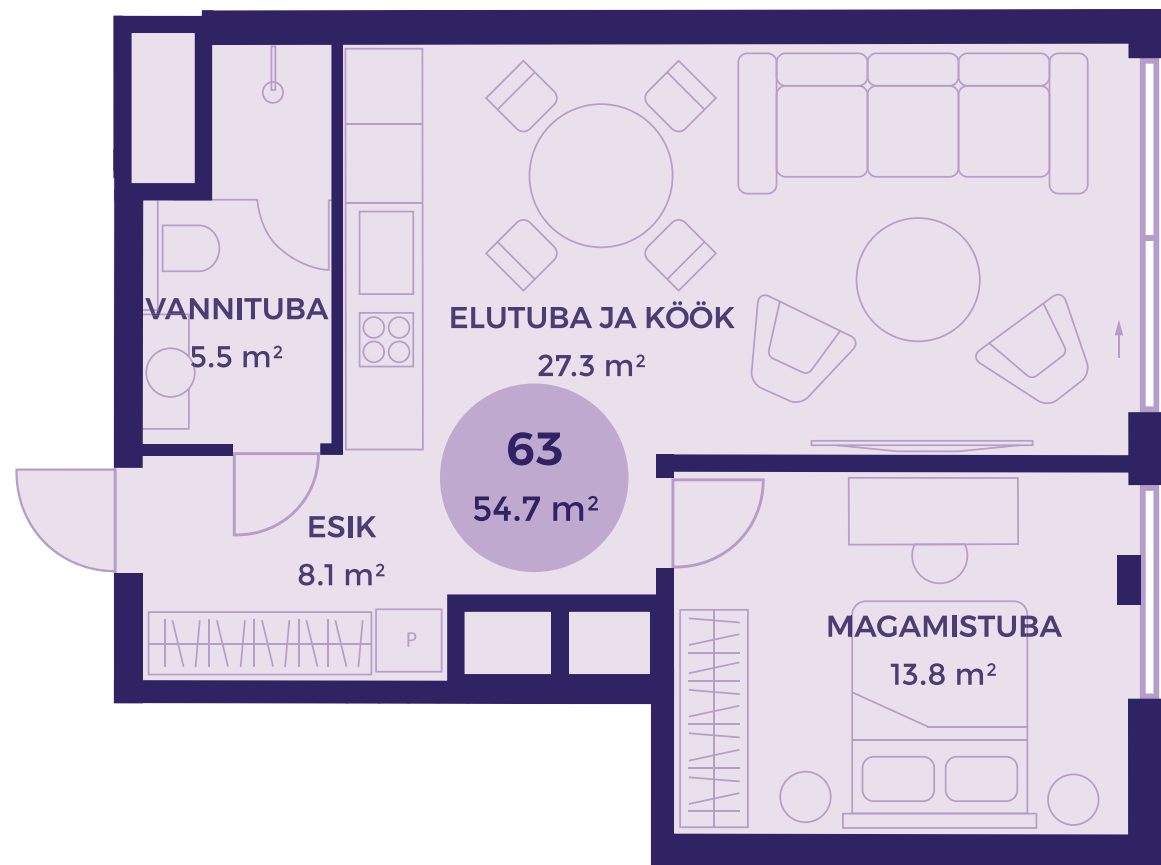 VANNITUBA
5.5 m²
ELUTUBA JA KÖÖK
27.3 m²
63
54.7 m²
ESIK
8.1 m²
P
MAGAMISTUBA
13.8 m²